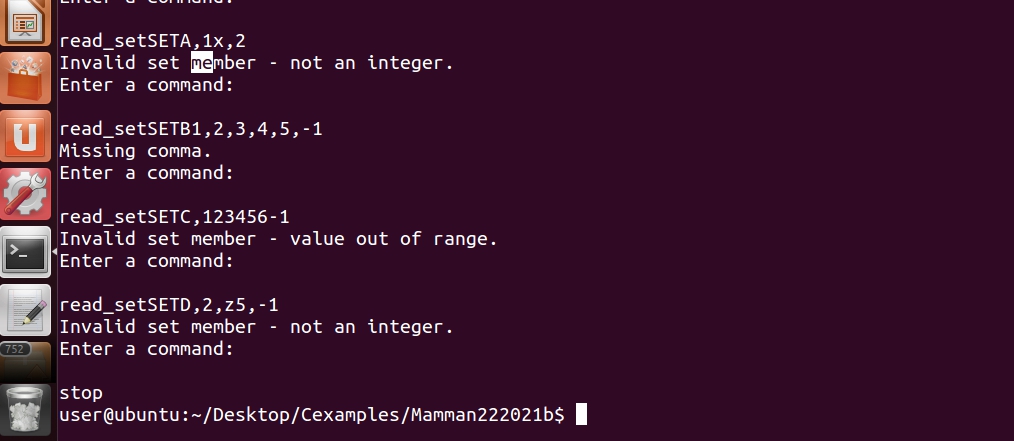 Enter a command:
read_setSETA,1x,2
Invalid set member - not an integer.
Enter a command:
read_setSETB1,2,3,4,5,-1
Missing comma.
Enter a command:
read_setSETC,123456-1
Invalid set member - value out of range.
Enter a command:
read_setSETD,2,z5,-1
Invalid set member - not an integer.
Enter a command:
752
stop
user@ubuntu:~/Desktop/Cexamples/Mamman222021b$